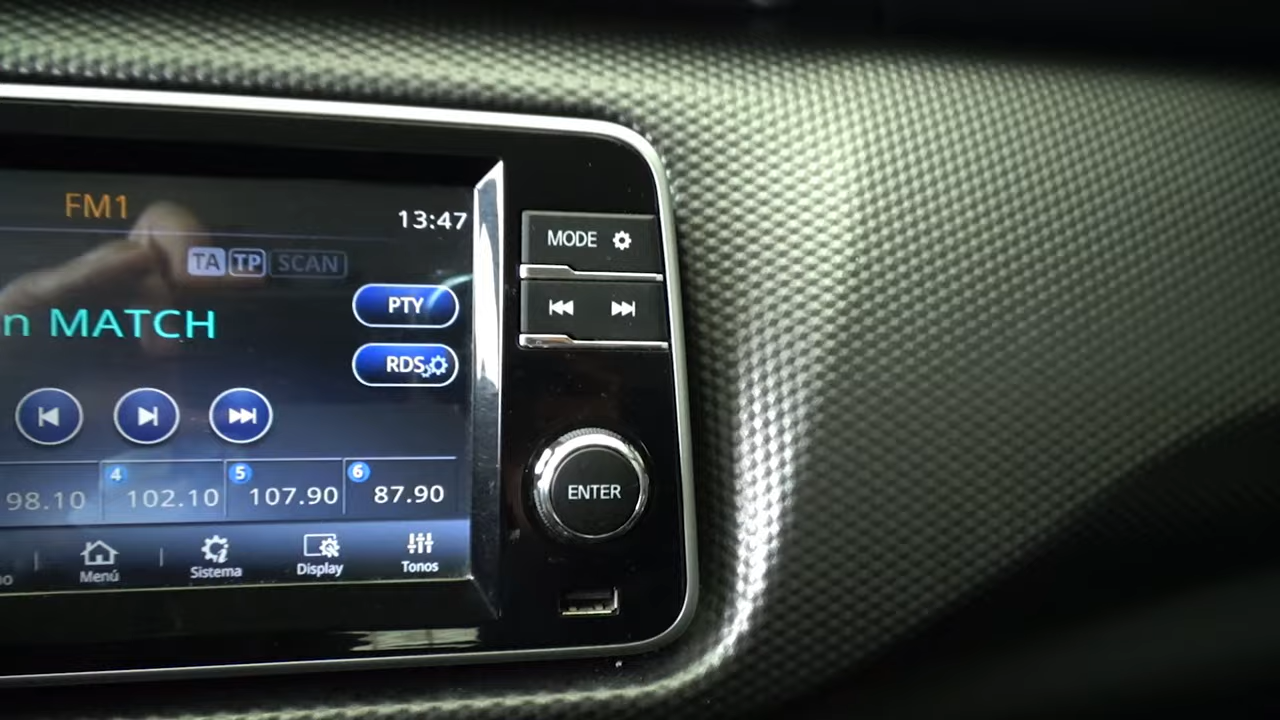 FM1
13:47
TA TP SCAN
n MATCH
PTY
RDS
4 5 6
98.10 102.10 107.90 87.90
o Menú Sistema Display Tonos
MODE
ENTER